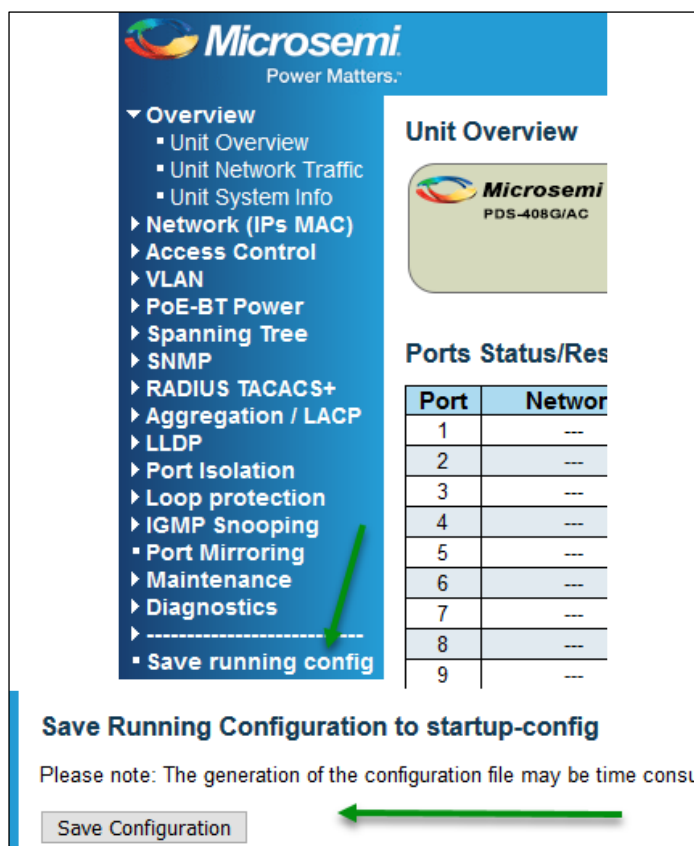 Microsemi
Power Matters.™
Overview
Unit Overview
Unit Network Traffic
Unit System Info
Network (IPs MAC)
Access Control
VLAN
PoE-BT Power
Spanning Tree
SNMP
RADIUS TACACS+
Aggregation / LACP
LLDP
Port Isolation
Loop protection
IGMP Snooping
Port Mirroring
Maintenance
Diagnostics
---------------------------
Save running config
Unit Overview
Microsemi
PDS-408G/AC
Ports Status/Res
Port Networ
1 ---
2 ---
3 ---
4 ---
5 ---
6 ---
7 ---
8 ---
9 ---
Save Running Configuration to startup-config
Please note: The generation of the configuration file may be time consu
Save Configuration